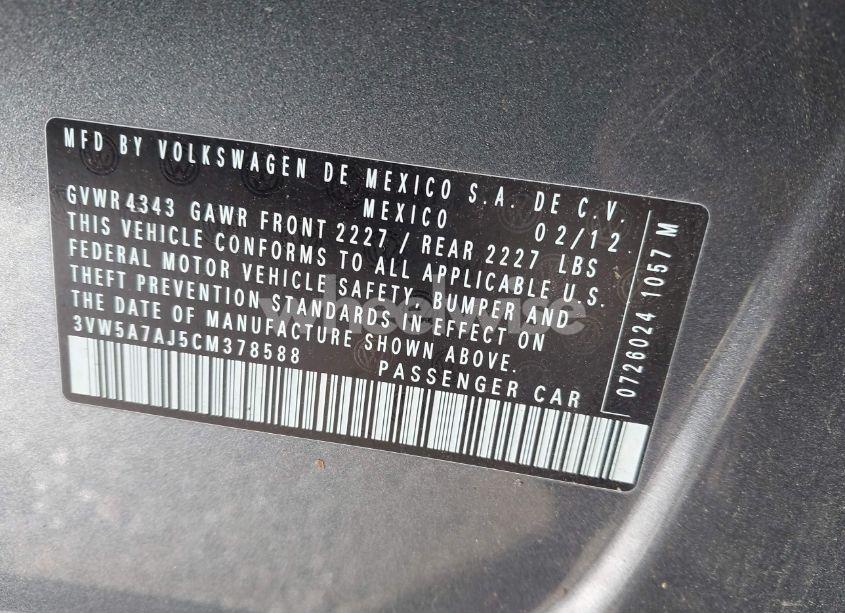 MFD BY VOLKSWAGEN DE MEXICO S.A. DE C.V.
MEXICO 02/12
GVWR 4343 GAWR FRONT 2227 / REAR 2227 LBS
THIS VEHICLE CONFORMS TO ALL APPLICABLE U.S.
FEDERAL MOTOR VEHICLE SAFETY, BUMPER AND
THEFT PREVENTION STANDARDS IN EFFECT ON
THE DATE OF MANUFACTURE SHOWN ABOVE.
3VW5A7AJ5CM378588 PASSENGER CAR
0726024 1057 M
wheelwise